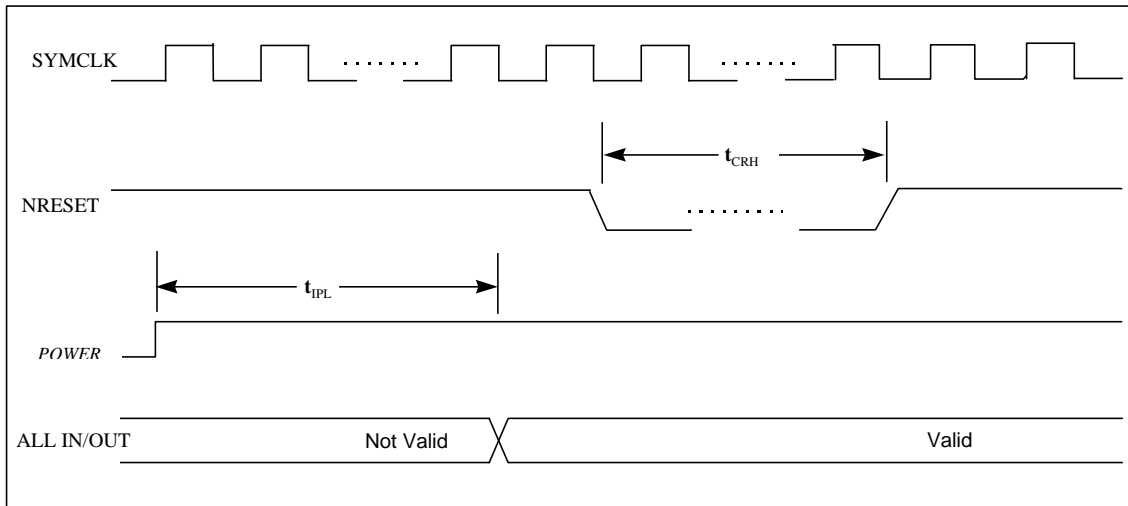 SYMCLK
tCRH
NRESET
tIPL
POWER
ALL IN/OUT Not Valid Valid